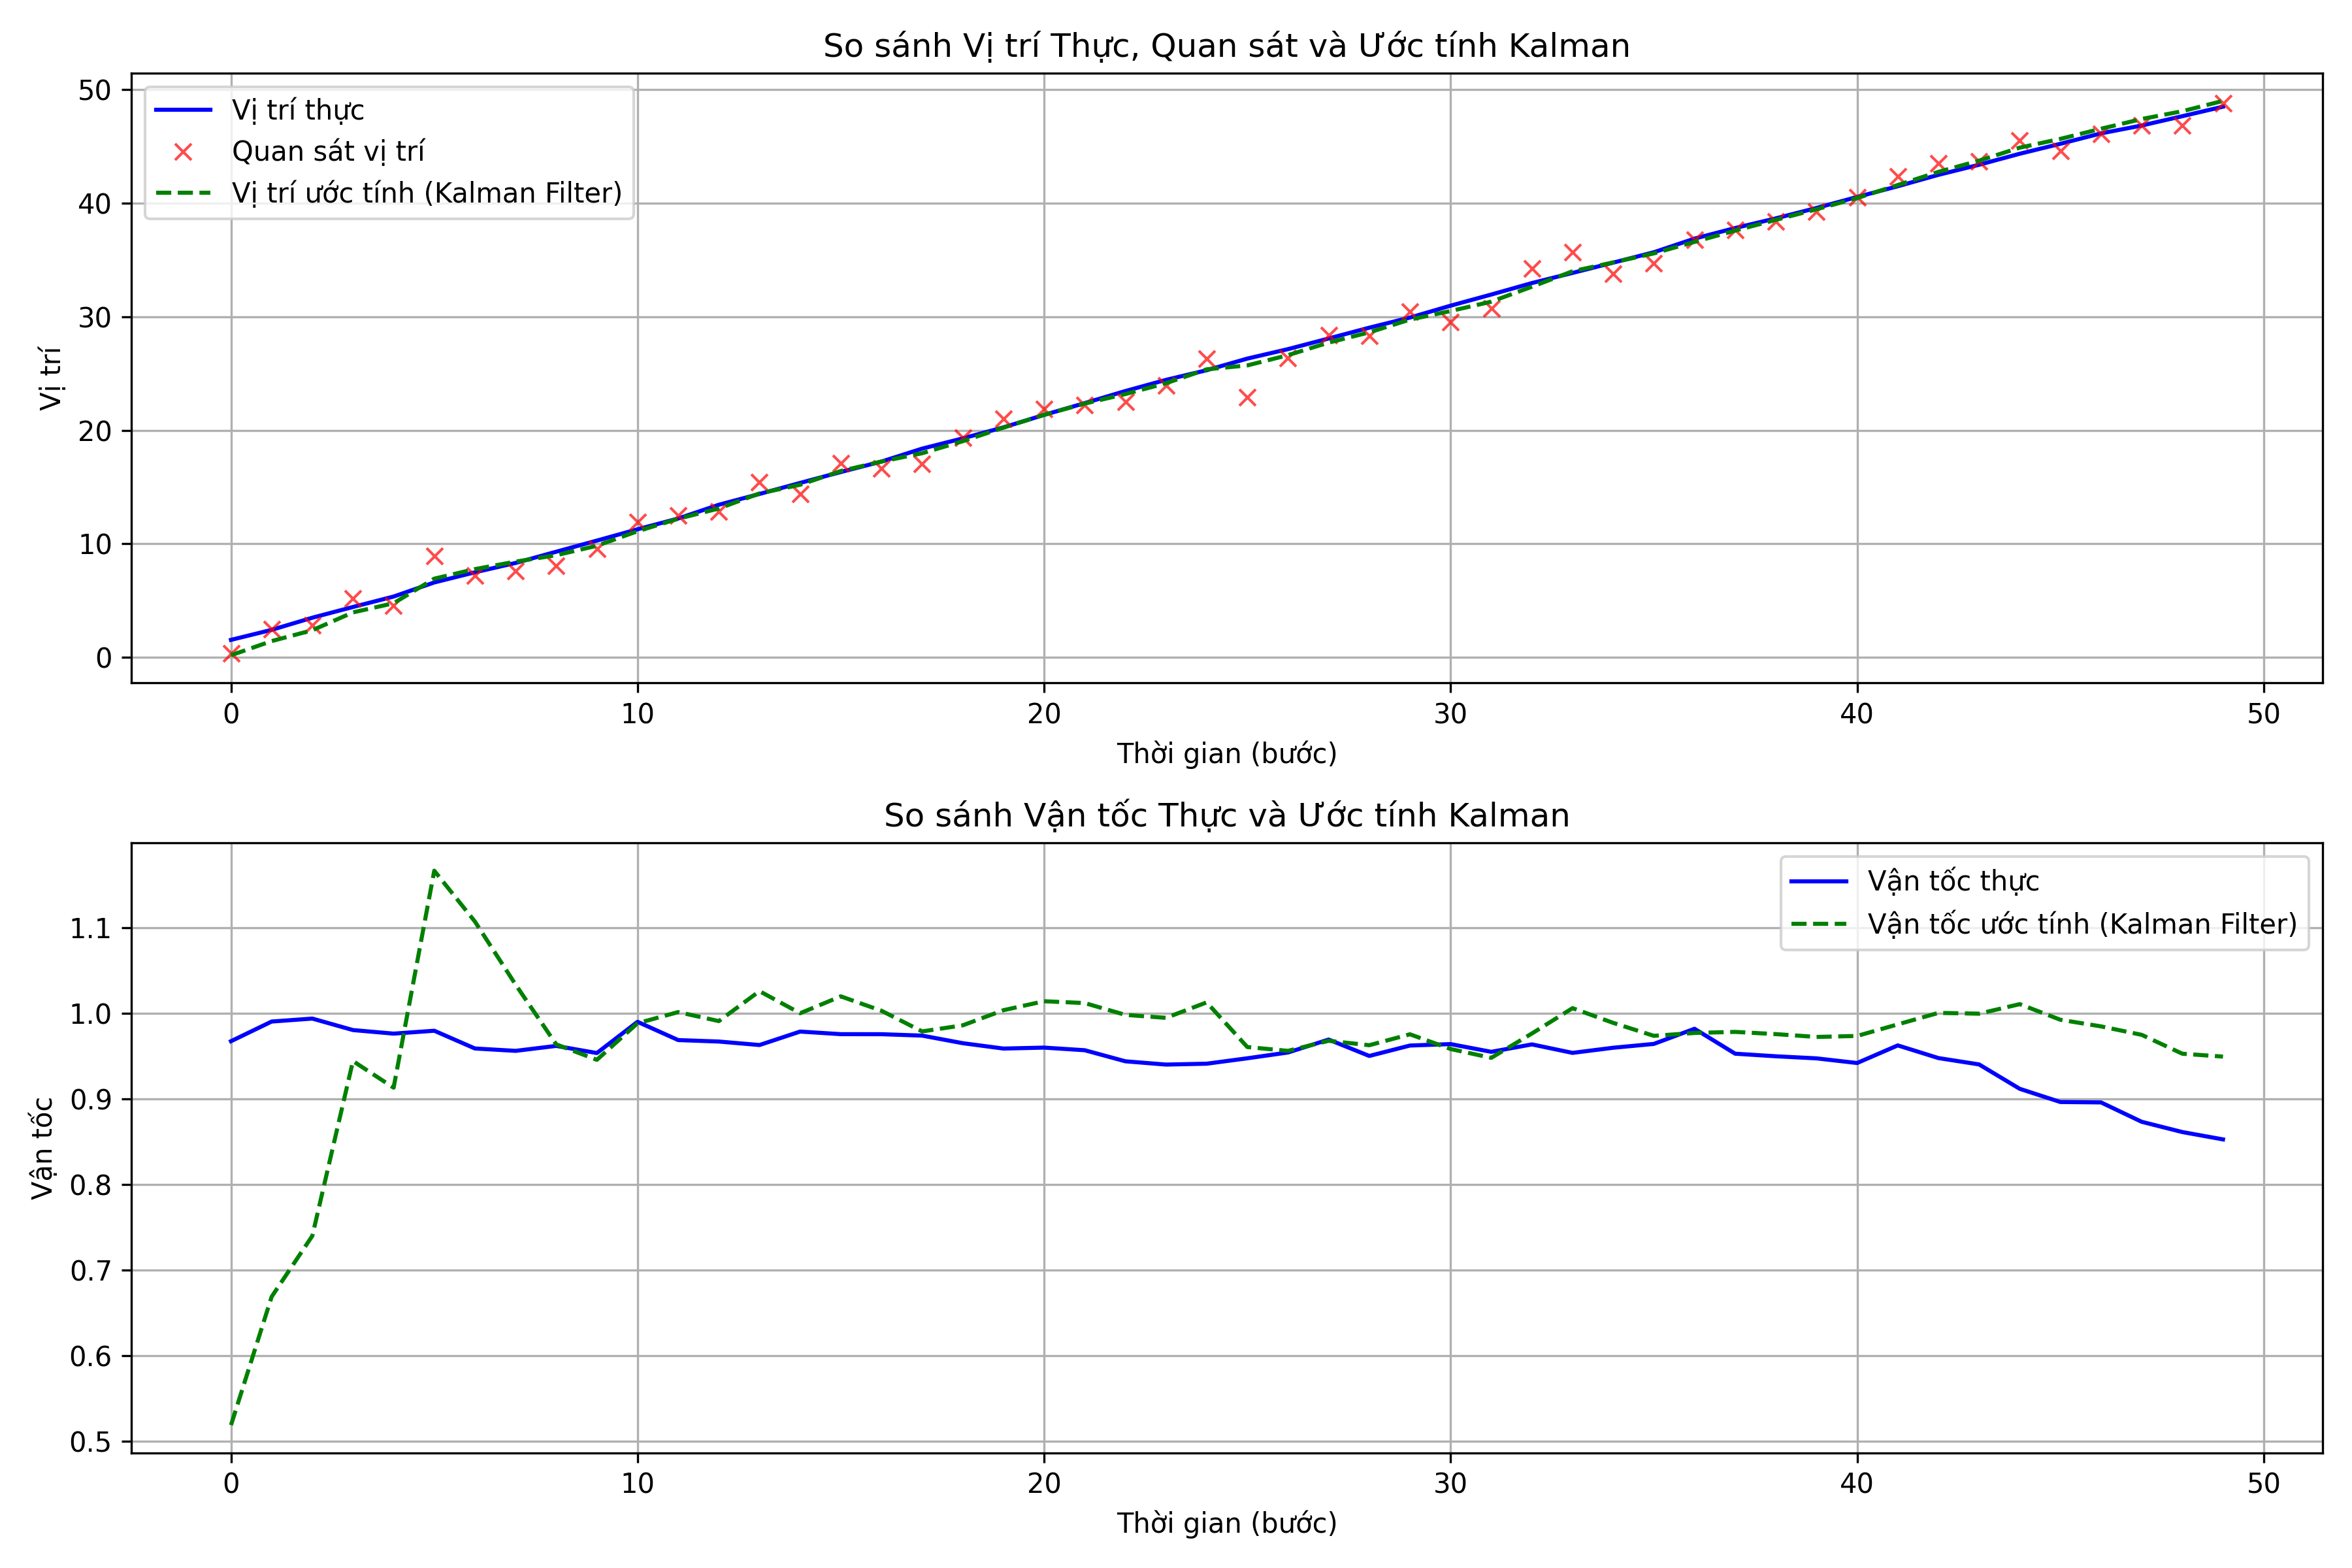 So sánh Vị trí Thực, Quan sát và Ước tính Kalman
50
40
30
20
10
0
Vị trí
Vị trí thực
Quan sát vị trí
Vị trí ước tính (Kalman Filter)
0 10 20 30 40 50
Thời gian (bước)
So sánh Vận tốc Thực và Ước tính Kalman
1.1
1.0
0.9
0.8
0.7
0.6
0.5
Vận tốc
Vận tốc thực
Vận tốc ước tính (Kalman Filter)
0 10 20 30 40 50
Thời gian (bước)